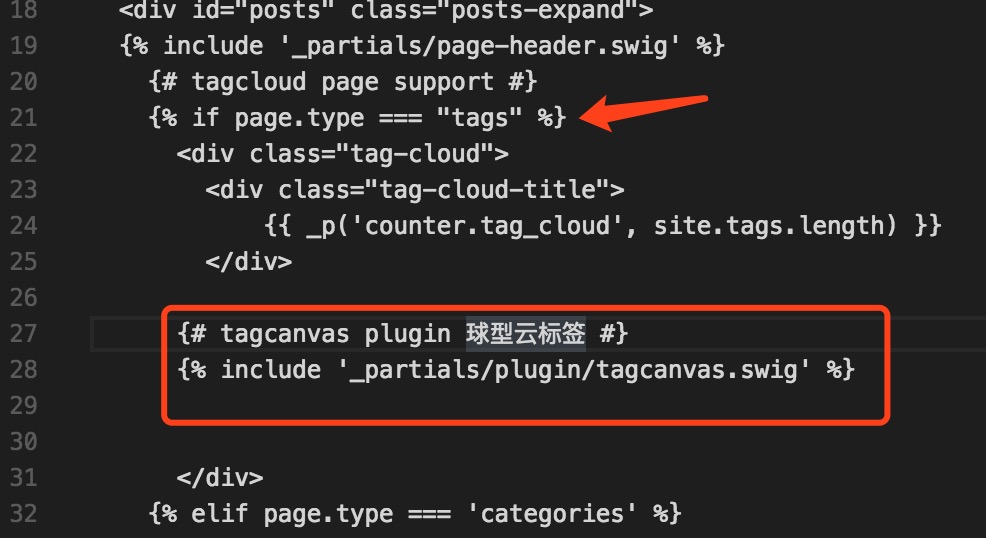 18 <div id="posts" class="posts-expand">
19 {% include '_partials/page-header.swig' %}
20 {# tagcloud page support #}
21 {% if page.type === "tags" %}
22 <div class="tag-cloud">
23 <div class="tag-cloud-title">
24 {{ _p('counter.tag_cloud', site.tags.length) }}
25 </div>
26
27 {# tagcanvas plugin 球型云标签 #}
28 {% include '_partials/plugin/tagcanvas.swig' %}
29
30
31 </div>
32 {% elif page.type === 'categories' %}